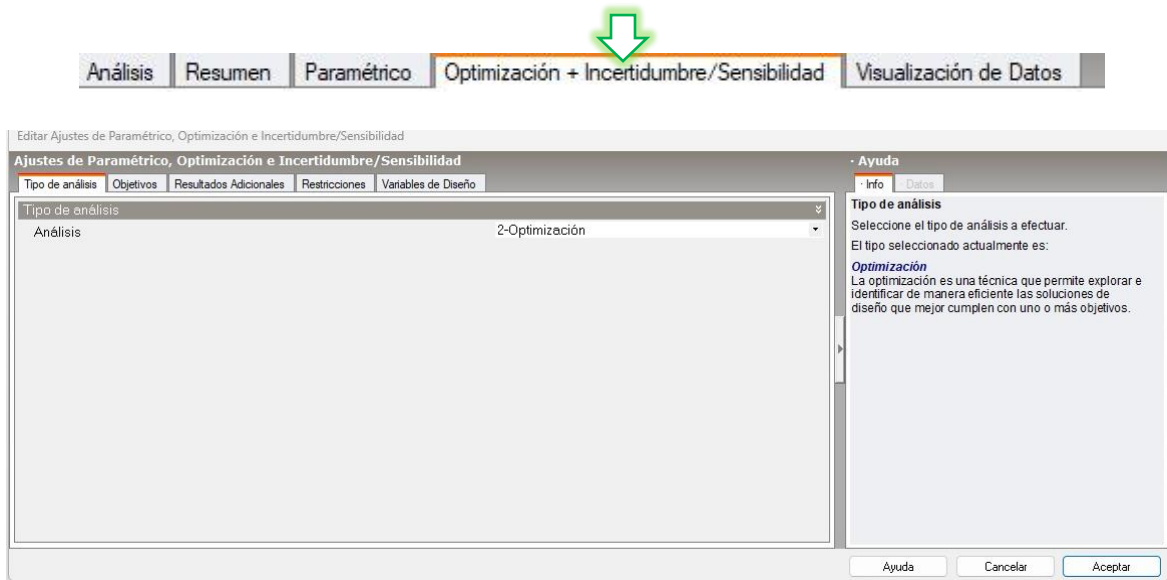 Análisis Resumen Paramétrico Optimización + Incertidumbre/Sensibilidad Visualización de Datos
Editar Ajustes de Paramétrico, Optimización e Incertidumbre/Sensibilidad
Ajustes de Paramétrico, Optimización e Incertidumbre/Sensibilidad
Tipo de análisis Objetivos Resultados Adicionales Restricciones Variables de Diseño
Tipo de análisis
Análisis 2-Optimización
· Ayuda
· Info · Datos
Tipo de análisis
Seleccione el tipo de análisis a efectuar.
El tipo seleccionado actualmente es:
Optimización
La optimización es una técnica que permite explorar e
identificar de manera eficiente las soluciones de
diseño que mejor cumplen con uno o más objetivos.
Ayuda Cancelar Aceptar